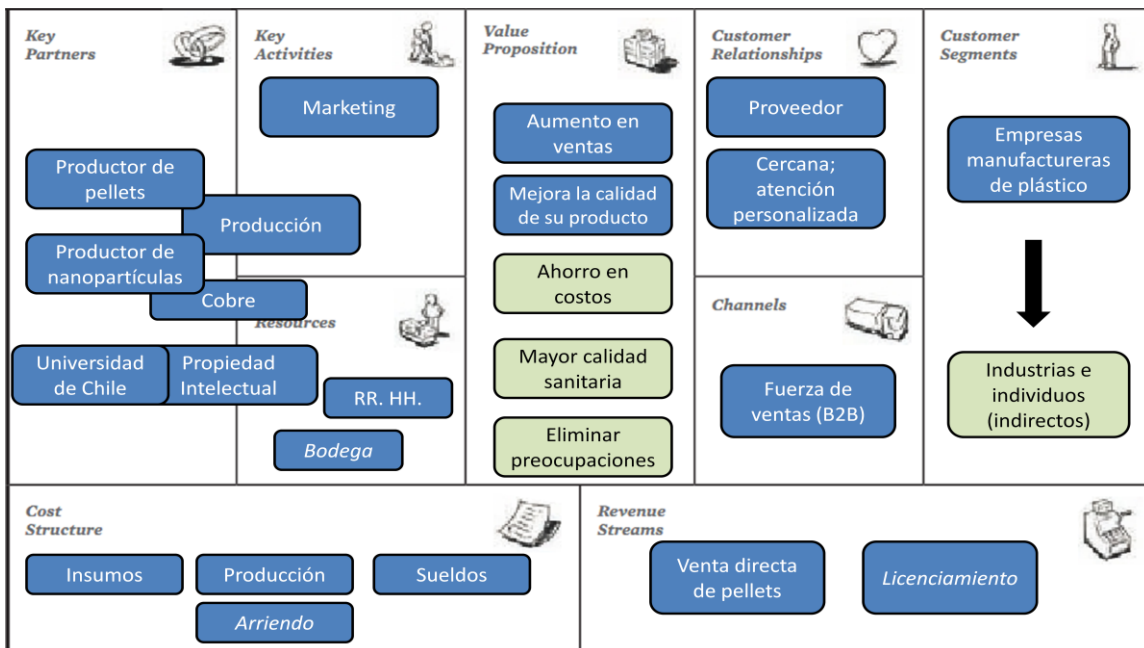 Key
Partners
Productor de
pellets
Productor de
nanopartículas
Universidad
de Chile
Key
Activities
Marketing
Producción
Cobre
Resources
Propiedad
Intelectual
RR. HH.
Bodega
Value
Proposition
Aumento en
ventas
Mejora la calidad
de su producto
Ahorro en
costos
Mayor calidad
sanitaria
Eliminar
preocupaciones
Customer
Relationships
Proveedor
Cercana;
atención
personalizada
Channels
Fuerza de
ventas (B2B)
Customer
Segments
Empresas
manufactureras
de plástico
Industrias e
individuos
(indirectos)
Cost
Structure
Insumos
Producción
Sueldos
Arriendo
Revenue
Streams
Venta directa
de pellets
Licenciamiento